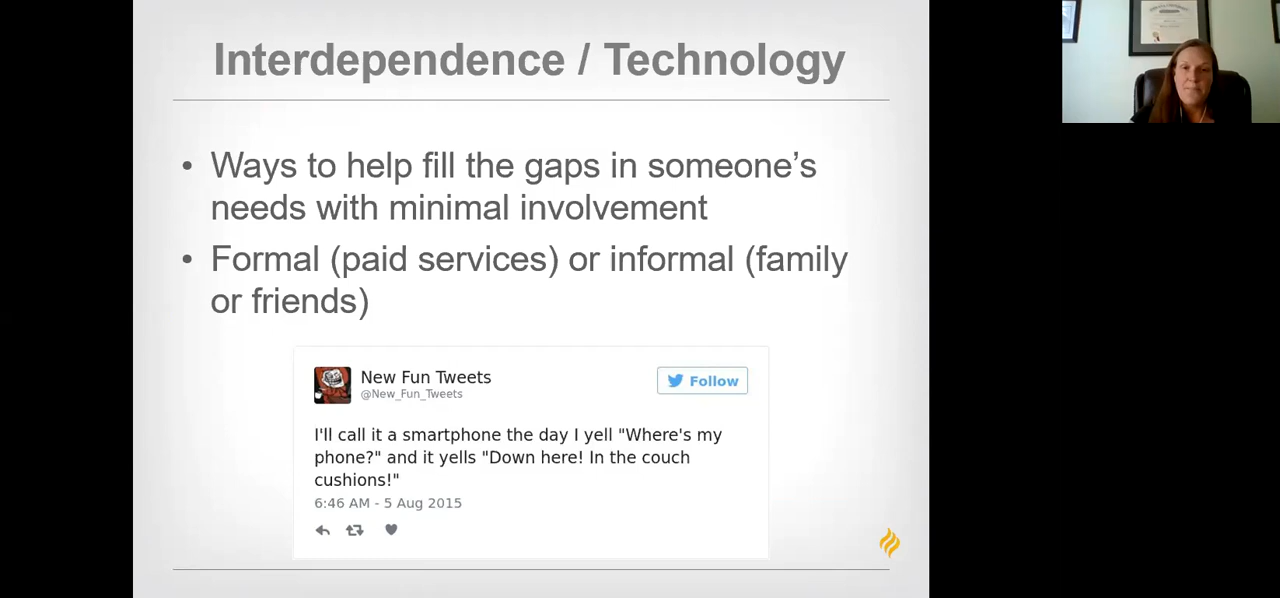 Interdependence / Technology
• Ways to help fill the gaps in someone’s
needs with minimal involvement
• Formal (paid services) or informal (family
or friends)
New Fun Tweets
@New_Fun_Tweets
Follow
I'll call it a smartphone the day I yell "Where's my
phone?" and it yells "Down here! In the couch
cushions!"
6:46 AM - 5 Aug 2015